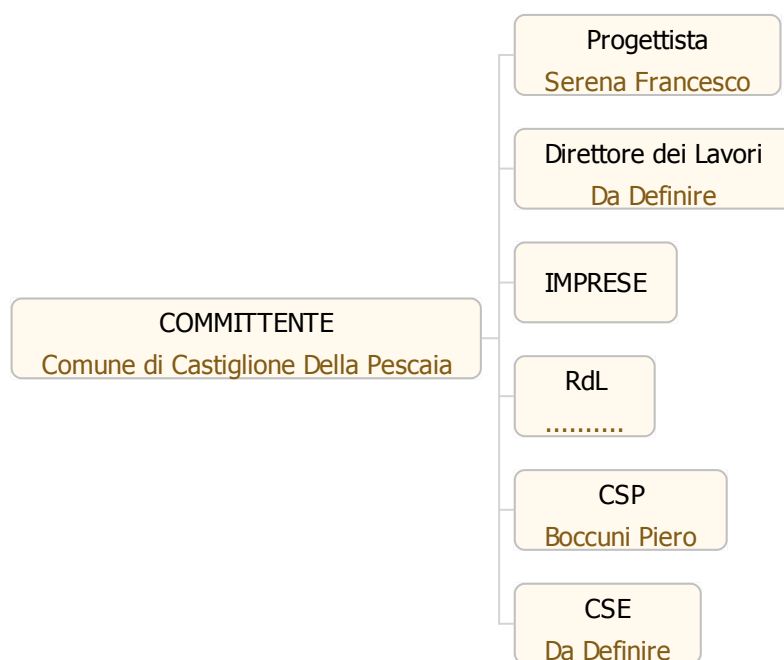 COMMITTENTE
Comune di Castiglione Della Pescaia
Progettista
Serena Francesco
Direttore dei Lavori
Da Definire
IMPRESE
RdL
..........
CSP
Boccuni Piero
CSE
Da Definire